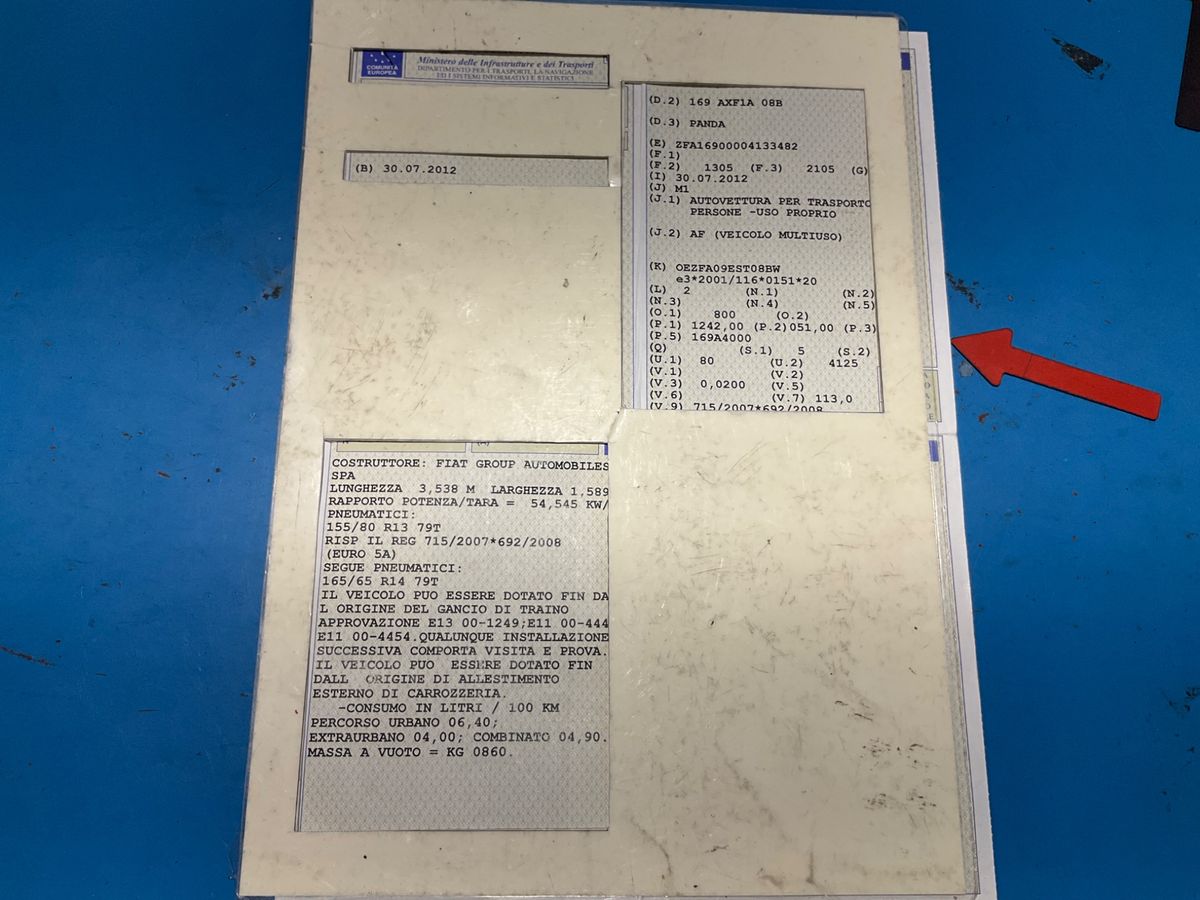 COMUNITÀ
EUROPEA
Ministero delle Infrastrutture e dei Trasporti
DIPARTIMENTO PER I TRASPORTI, LA NAVIGAZIONE
ED I SISTEMI INFORMATIVI E STATISTICI
(B) 30.07.2012
(D.2) 169 AXF1A 08B
(D.3) PANDA
(E) ZFA16900004133482
(F.1)
(F.2) 1305 (F.3) 2105 (G)
(I) 30.07.2012
(J) M1
(J.1) AUTOVETTURA PER TRASPORTO
PERSONE -USO PROPRIO
(J.2) AF (VEICOLO MULTIUSO)
(K) OEZFA09EST08BW
e3*2001/116*0151*20
(L) 2 (N.1) (N.2)
(N.3) (N.4) (N.5)
(O.1) 800 (O.2)
(P.1) 1242,00 (P.2)051,00 (P.3)
(P.5) 169A4000
(Q) (S.1) 5 (S.2)
(U.1) 80 (U.2) 4125
(V.1) (V.2)
(V.3) 0,0200 (V.5)
(V.6) (V.7) 113,0
(V.9) 715/2007*692/2008
COSTRUTTORE: FIAT GROUP AUTOMOBILES
SPA
LUNGHEZZA 3,538 M LARGHEZZA 1,589
RAPPORTO POTENZA/TARA = 54,545 KW/
PNEUMATICI:
155/80 R13 79T
RISP IL REG 715/2007*692/2008
(EURO 5A)
SEGUE PNEUMATICI:
165/65 R14 79T
IL VEICOLO PUO ESSERE DOTATO FIN DA
L ORIGINE DEL GANCIO DI TRAINO
APPROVAZIONE E13 00-1249;E11 00-444
E11 00-4454.QUALUNQUE INSTALLAZIONE
SUCCESSIVA COMPORTA VISITA E PROVA.
IL VEICOLO PUO ESSERE DOTATO FIN
DALL ORIGINE DI ALLESTIMENTO
ESTERNO DI CARROZZERIA.
-CONSUMO IN LITRI / 100 KM
PERCORSO URBANO 06,40;
EXTRAURBANO 04,00; COMBINATO 04,90.
MASSA A VUOTO = KG 0860.